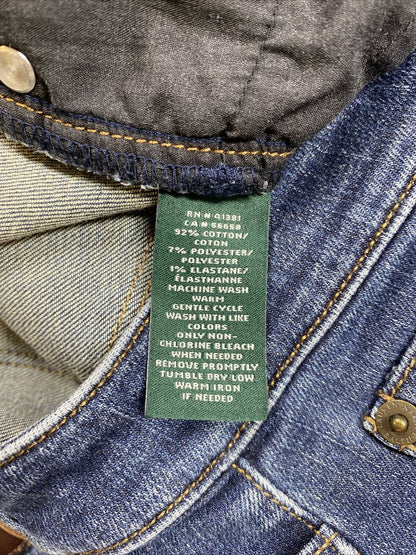 RN # 41381
CA # 56658
92% COTTON/
COTON
7% POLYESTER/
POLYESTER
1% ELASTANE/
ÉLASTHANNE
MACHINE WASH
WARM
GENTLE CYCLE
WASH WITH LIKE
COLORS
ONLY NON-
CHLORINE BLEACH
WHEN NEEDED
REMOVE PROMPTLY
TUMBLE DRY LOW
WARM IRON
IF NEEDED